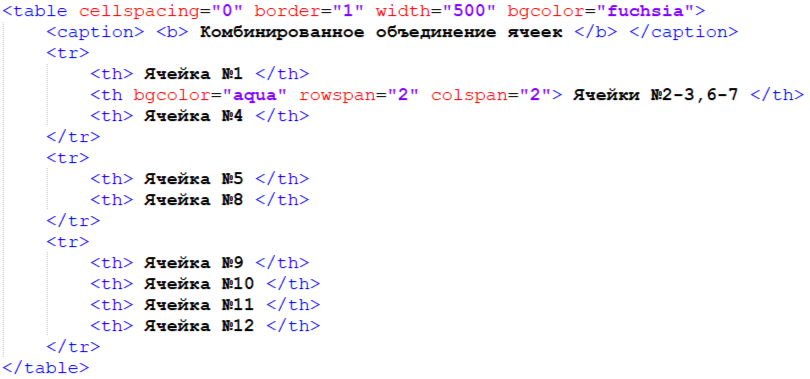 <table cellspacing="0" border="1" width="500" bgcolor="fuchsia">
    <caption> <b> Комбинированное объединение ячеек </b> </caption>
    <tr>
        <th> Ячейка №1 </th>
        <th bgcolor="aqua" rowspan="2" colspan="2"> Ячейки №2-3,6-7 </th>
        <th> Ячейка №4 </th>
    </tr>
    <tr>
        <th> Ячейка №5 </th>
        <th> Ячейка №8 </th>
    </tr>
    <tr>
        <th> Ячейка №9 </th>
        <th> Ячейка №10 </th>
        <th> Ячейка №11 </th>
        <th> Ячейка №12 </th>
    </tr>
</table>